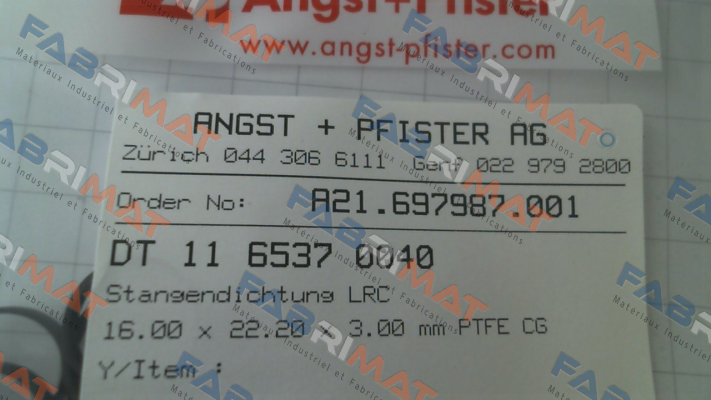 Angst+Pfister
www.angst-pfister.com
ANGST + PFISTER AG
Zürich 044 306 6111 Genf 022 979 2800
Order No: A21.697987.001
DT 11 6537 0040
Stangendichtung LRC
16.00 x 22.20 x 3.00 mm PTFE CG
Y/Item :
FABRIMAT
Materiaux Industriel et Fabrications